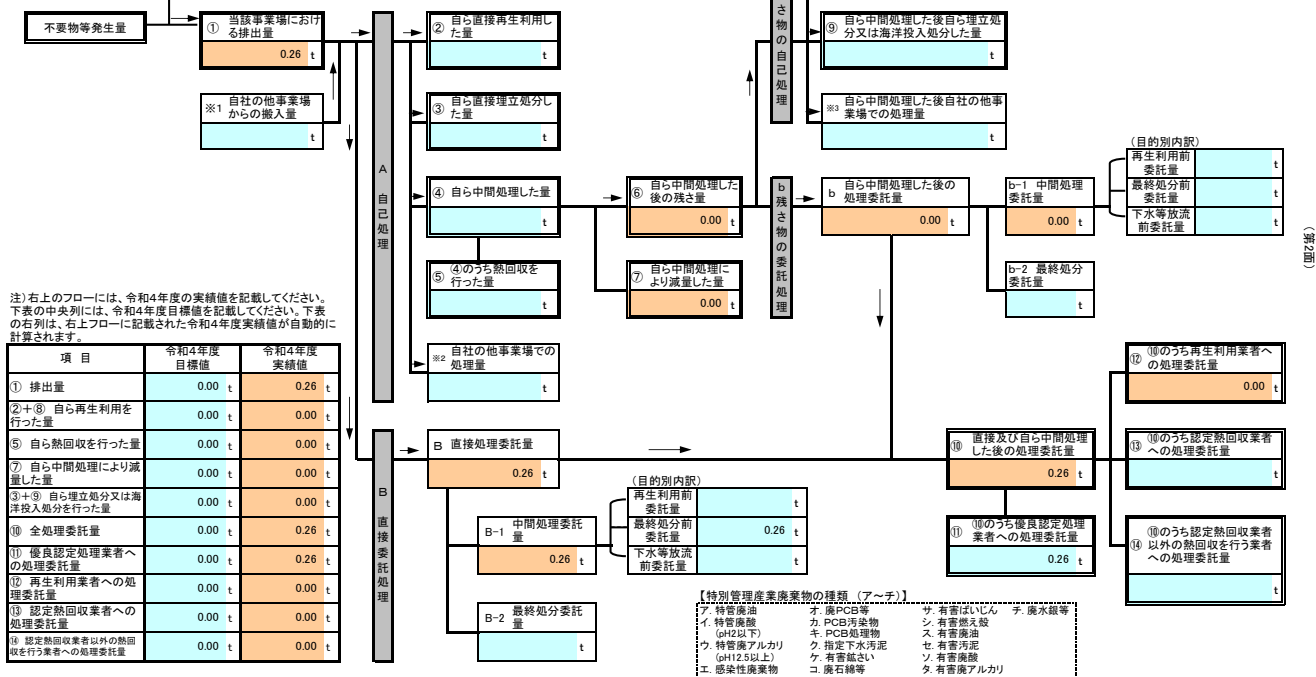 不要物等発生量
① 当該事業場におけ
る排出量
0.26 t
※1 自社の他事業場
からの搬入量
t
A 自己処理
② 自ら直接再生利用し
た量
t
③ 自ら直接埋立処分し
た量
t
④ 自ら中間処理した量
t
⑤ ④のうち熱回収を
行った量
t
※2 自社の他事業場での
処理量
t
⑥ 自ら中間処理した
後の残さ量
0.00 t
⑦ 自ら中間処理に
より減量した量
0.00 t
さ物の自己処理
⑨ 自ら中間処理した後自ら埋立処
分又は海洋投入処分した量
t
※3 自ら中間処理した後自社の他事
業場での処理量
t
b 残さ物の委託処理
b 自ら中間処理した後の
処理委託量
0.00 t
b-1 中間処理
委託量
0.00 t
b-2 最終処分
委託量
t
(目的別内訳)
再生利用前
委託量 t
最終処分前
委託量 t
下水等放流
前委託量 t
(第2面)
注)右上のフローには、令和4年度の実績値を記載してください。
下表の中央列には、令和4年度目標値を記載してください。下表
の右列は、右上フローに記載された令和4年度実績値が自動的に
計算されます。
項 目 令和4年度
目標値 令和4年度
実績値
① 排出量 0.00 t 0.26 t
②+⑧ 自ら再生利用を
行った量 0.00 t 0.00 t
⑤ 自ら熱回収を行った量 0.00 t 0.00 t
⑦ 自ら中間処理により減
量した量 0.00 t 0.00 t
③+⑨ 自ら埋立処分又は海
洋投入処分を行った量 0.00 t 0.00 t
⑩ 全処理委託量 0.00 t 0.26 t
⑪ 優良認定処理業者へ
の処理委託量 0.00 t 0.26 t
⑫ 再生利用業者への処
理委託量 0.00 t 0.00 t
⑬ 認定熱回収業者への
処理委託量 0.00 t 0.00 t
⑭ 認定熱回収業者以外の熱回
収を行う業者への処理委託量 0.00 t 0.00 t
B 直接委託処理
B 直接処理委託量
0.26 t
B-1 中間処理委託
量
0.26 t
B-2 最終処分委託
量
t
(目的別内訳)
再生利用前
委託量 t
最終処分前
委託量 0.26 t
下水等放流
前委託量 t
⑩ 直接及び自ら中間処理
した後の処理委託量
0.26 t
⑪ ⑩のうち優良認定処理
業者への処理委託量
0.26 t
⑫ ⑩のうち再生利用業者へ
の処理委託量
0.00 t
⑬ ⑩のうち認定熱回収業者
への処理委託量
t
⑭ ⑩のうち認定熱回収業者
以外の熱回収を行う業者
への処理委託量
t
【特別管理産業廃棄物の種類 (ア~チ)】
ア. 特管廃油 オ. 廃PCB等 サ. 有害ばいじん チ. 廃水銀等
イ. 特管廃酸 カ. PCB汚染物 シ. 有害燃え殻
(pH2以下) キ. PCB処理物 ス. 有害廃油
ウ. 特管廃アルカリ ク. 指定下水汚泥 セ. 有害汚泥
(pH12.5以上) ケ. 有害鉱さい ソ. 有害廃酸
エ. 感染性廃棄物 コ. 廃石綿等 タ. 有害廃アルカリ